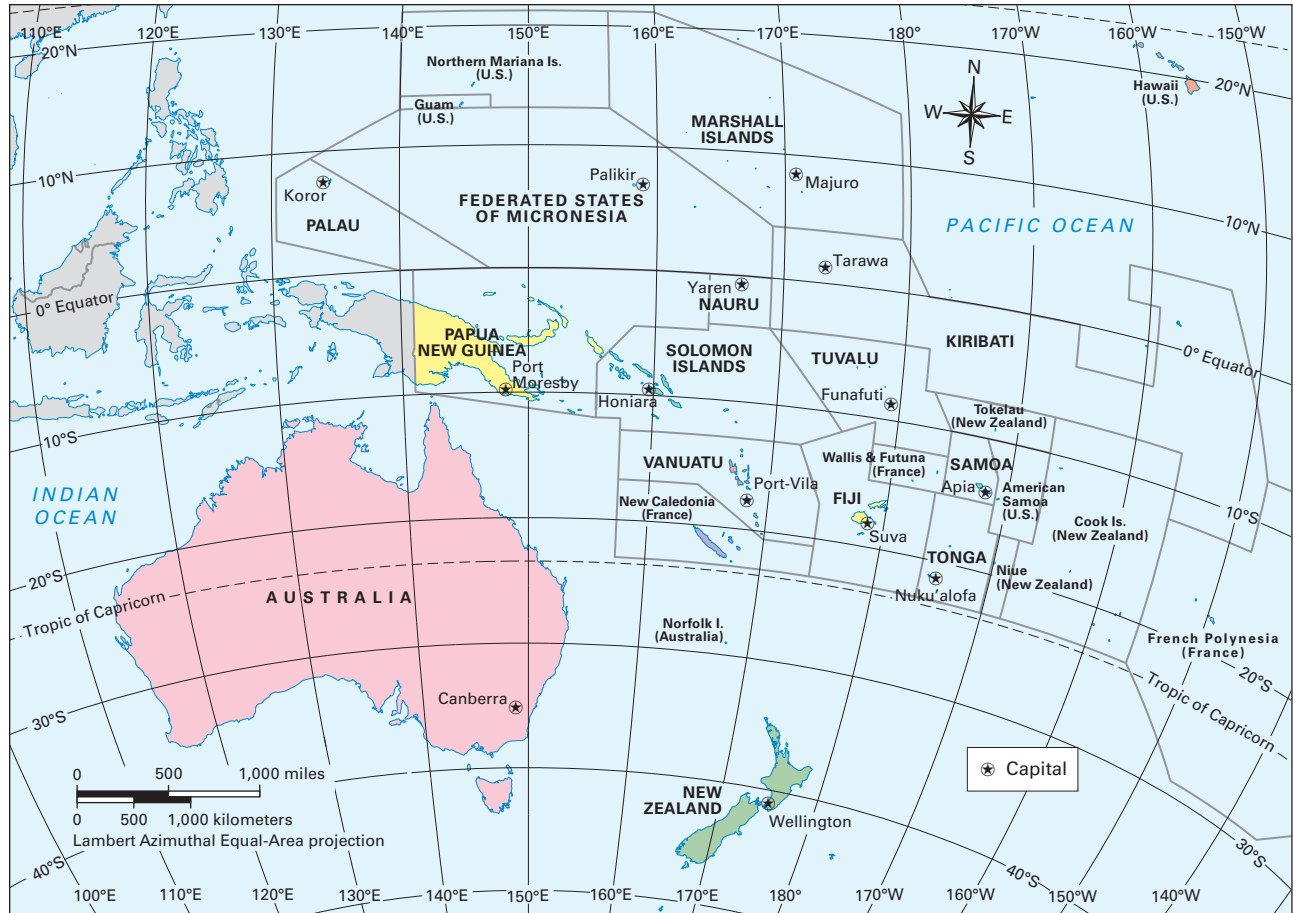 110°E
120°E
130°E
140°E
150°E
160°E
170°E
180°
170°W
160°W
150°W
20°N
Northern Mariana Is.
(U.S.)
Guam
(U.S.)
N
W
E
S
Hawaii
(U.S.)
20°N
MARSHALL
ISLANDS
10°N
Koror
PALAU
Palikir
FEDERATED STATES
OF MICRONESIA
Majuro
PACIFIC OCEAN
10°N
Tarawa
Yaren
NAURU
0° Equator
PAPUA
NEW GUINEA
Port
Moresby
SOLOMON
ISLANDS
Honiara
TUVALU
Funafuti
KIRIBATI
0° Equator
Tokelau
(New Zealand)
10°S
INDIAN
OCEAN
VANUATU
Port-Vila
New Caledonia
(France)
Wallis & Futuna
(France)
FIJI
Suva
SAMOA
Apia
American
Samoa
(U.S.)
Cook Is.
(New Zealand)
10°S
TONGA
Nuku'alofa
Niue
(New Zealand)
20°S
Tropic of Capricorn
AUSTRALIA
Norfolk I.
(Australia)
French Polynesia
(France)
20°S
Tropic of Capricorn
Canberra
30°S
0 500 1,000 miles
0 500 1,000 kilometers
Lambert Azimuthal Equal-Area projection
NEW
ZEALAND
Wellington
Capital
30°S
40°S
40°S
100°E
120°E
130°E
140°E
150°E
160°E
170°E
180°
170°W
160°W
150°W
140°W